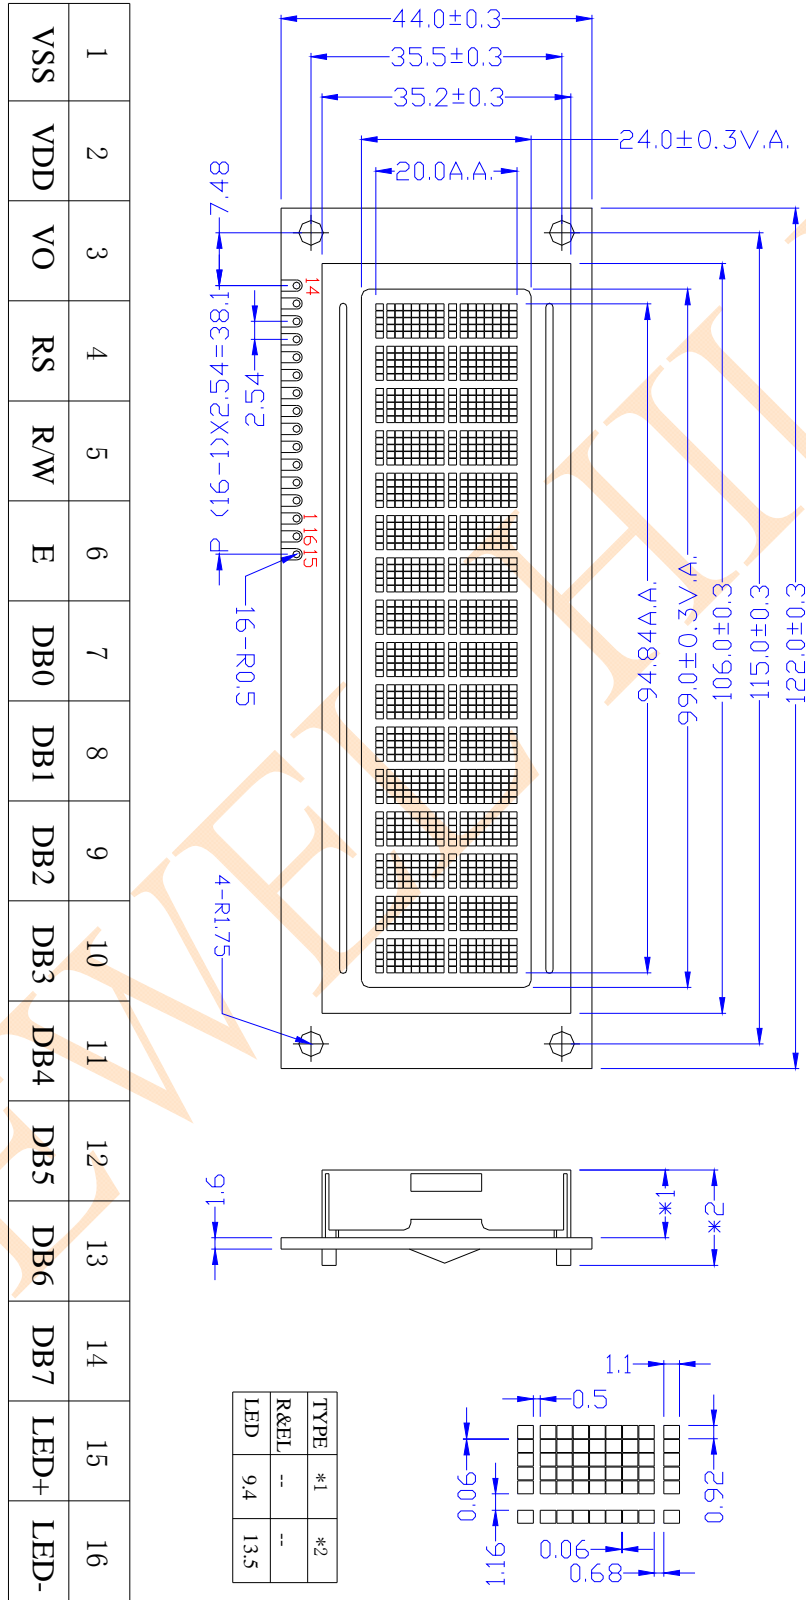 44.0±0.3
35.5±0.3
35.2±0.3
24.0±0.3V.A.
20.0A.A.
7.48
P (16-1)X2.54=38.1
2.54
14
1 16 15
16-R0.5
4-R1.75
94.84A.A.
99.0±0.3V.A.
106.0±0.3
115.0±0.3
122.0±0.3
1.6
*1
*2
1.1
0.5
0.06
1.16
0.06
0.68
0.92
TYPE *1 *2
R&EL -- --
LED 9.4 13.5
1 2 3 4 5 6 7 8 9 10 11 12 13 14 15 16
VSS VDD VO RS R/W E DB0 DB1 DB2 DB3 DB4 DB5 DB6 DB7 LED+ LED-
EWEL HI